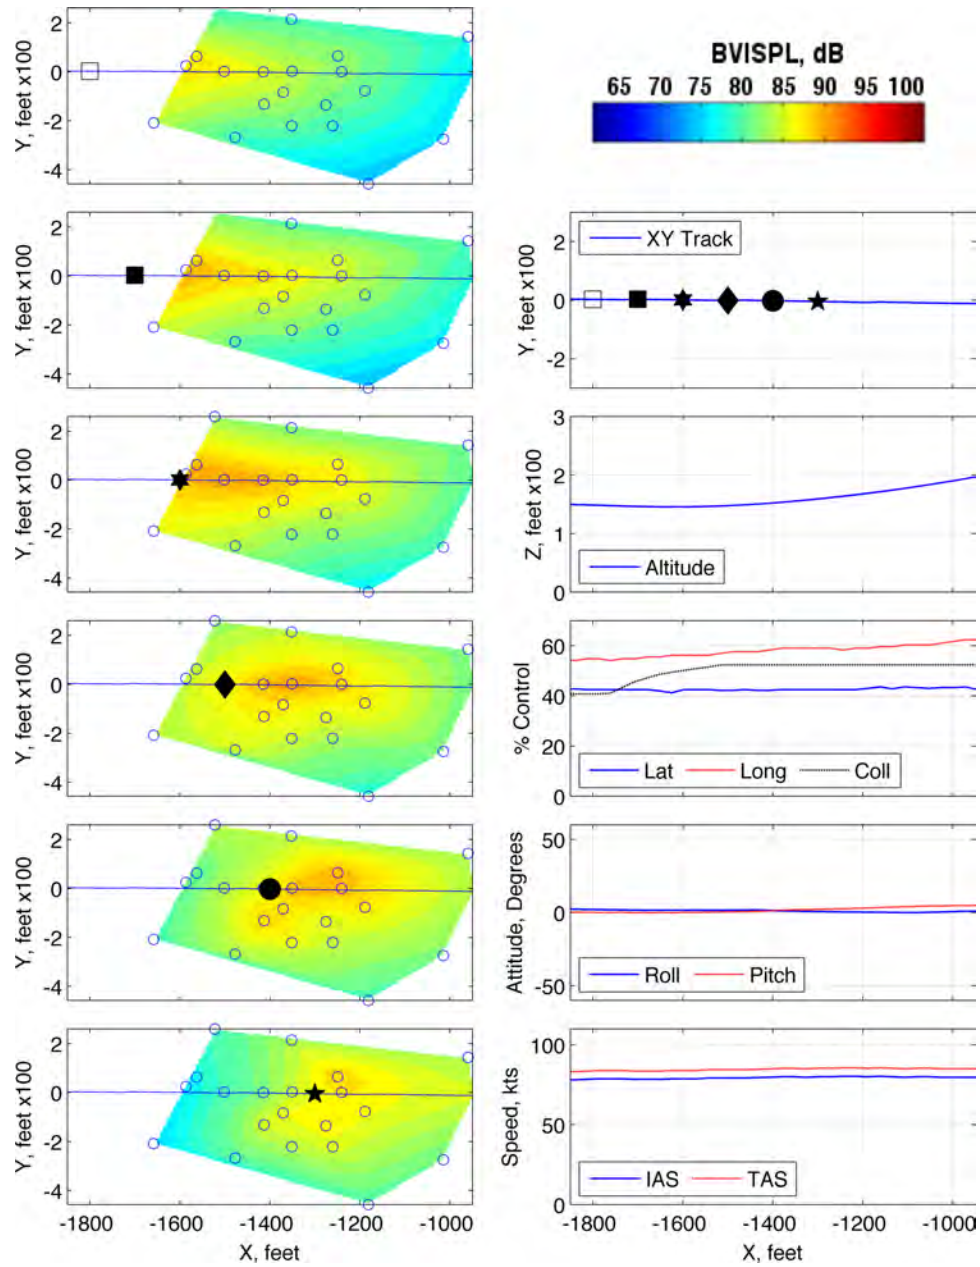 2
0
-2
-4
Y, feet x100
BVISPL, dB
65 70 75 80 85 90 95 100
2
0
-2
-4
Y, feet x100
2
0
-2
Y, feet x100
XY Track
2
0
-2
-4
Y, feet x100
3
2
1
0
Z, feet x100
Altitude
2
0
-2
-4
Y, feet x100
60
40
20
0
% Control
Lat Long Coll
2
0
-2
-4
Y, feet x100
50
0
-50
Attitude, Degrees
Roll Pitch
2
0
-2
-4
Y, feet x100
-1800 -1600 -1400 -1200 -1000
X, feet
100
50
0
Speed, kts
IAS TAS
-1800 -1600 -1400 -1200 -1000
X, feet